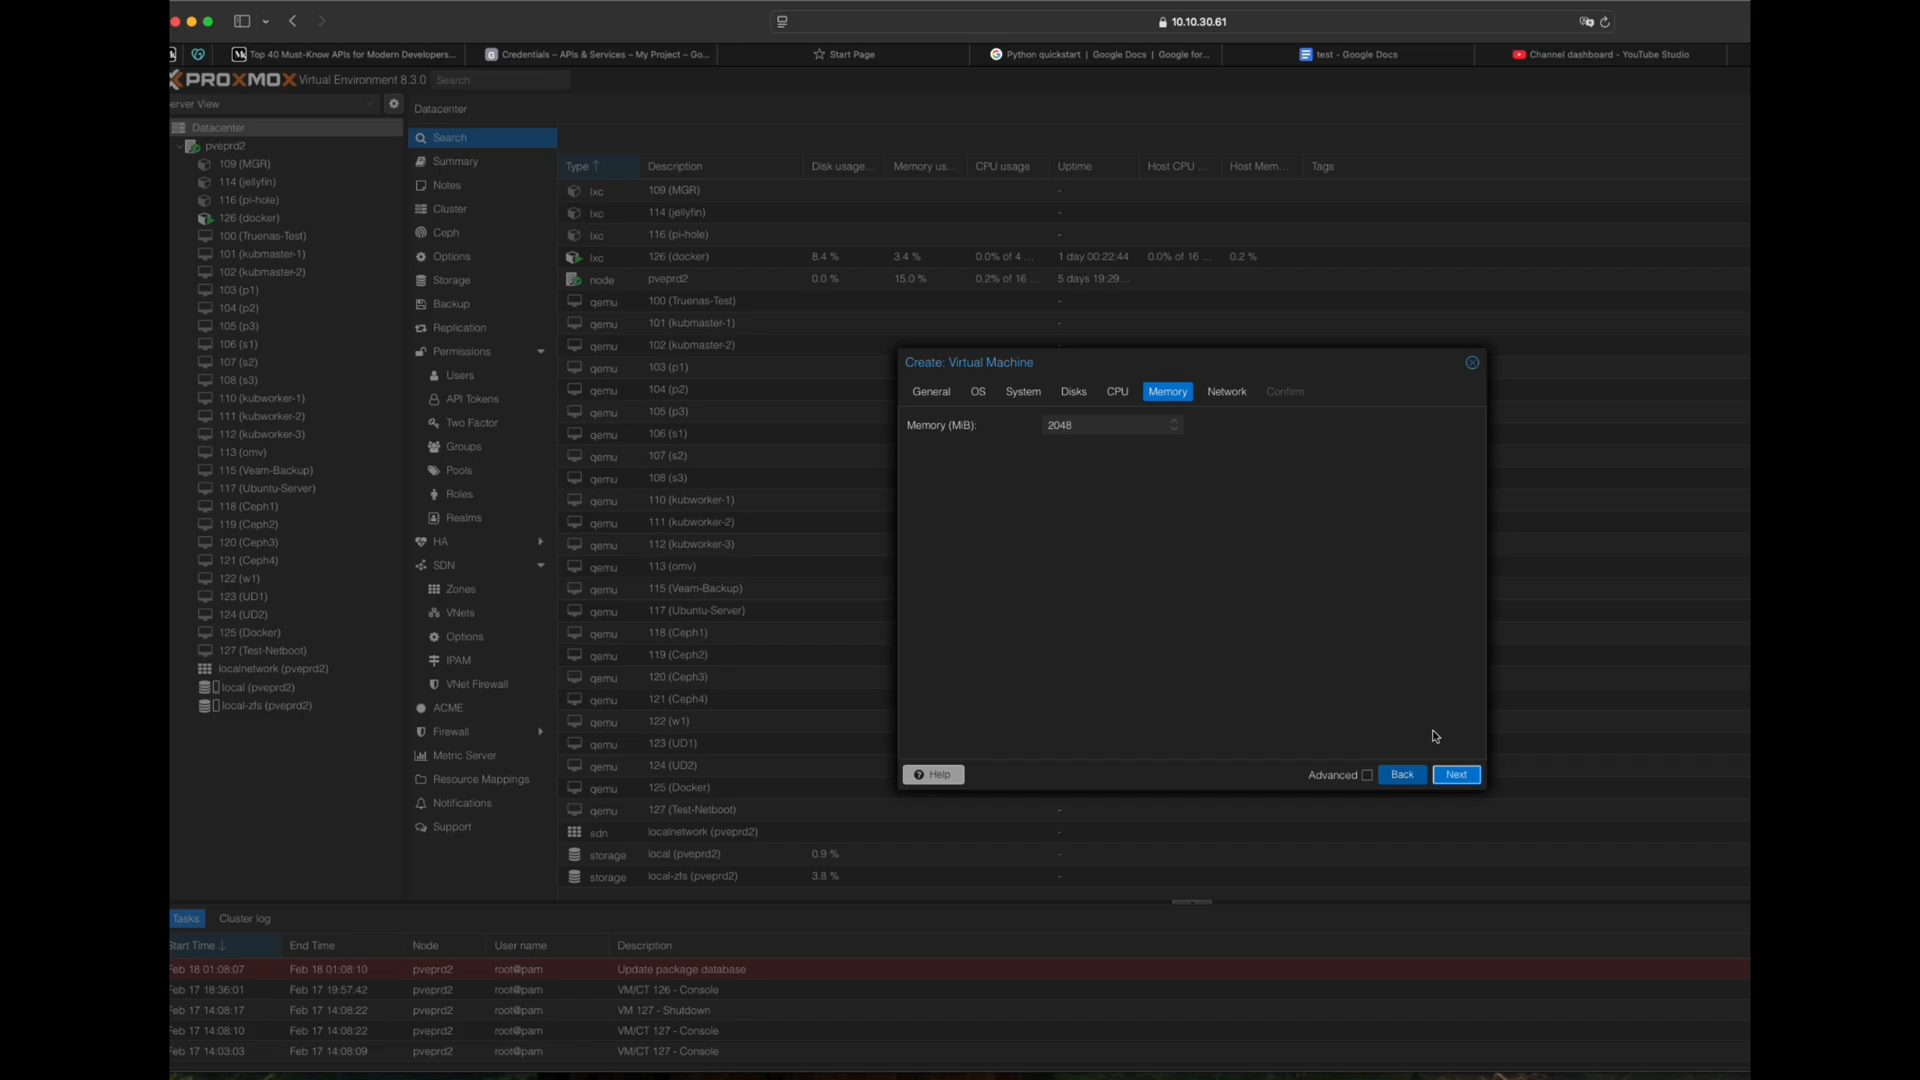 10.10.30.61
Top 40 Must-Know APIs for Modern Developers...
Credentials – APIs & Services – My Project – Go...
Start Page
Python quickstart | Google Docs | Google for...
test - Google Docs
Channel dashboard - YouTube Studio
PROXMOX Virtual Environment 8.3.0 Search
erver View
Datacenter
Datacenter
pveprd2
109 (MGR)
114 (jellyfin)
116 (pi-hole)
126 (docker)
100 (Truenas-Test)
101 (kubmaster-1)
102 (kubmaster-2)
103 (p1)
104 (p2)
105 (p3)
106 (s1)
107 (s2)
108 (s3)
110 (kubworker-1)
111 (kubworker-2)
112 (kubworker-3)
113 (omv)
115 (Veam-Backup)
117 (Ubuntu-Server)
118 (Ceph1)
119 (Ceph2)
120 (Ceph3)
121 (Ceph4)
122 (w1)
123 (UD1)
124 (UD2)
125 (Docker)
127 (Test-Netboot)
localnetwork (pveprd2)
local (pveprd2)
local-zfs (pveprd2)
Search
Summary
Notes
Cluster
Ceph
Options
Storage
Backup
Replication
Permissions
Users
API Tokens
Two Factor
Groups
Pools
Roles
Realms
HA
SDN
Zones
VNets
Options
IPAM
VNet Firewall
ACME
Firewall
Metric Server
Resource Mappings
Notifications
Support
Type Description Disk usage... Memory us... CPU usage Uptime Host CPU ... Host Mem... Tags
lxc 109 (MGR) -
lxc 114 (jellyfin) -
lxc 116 (pi-hole) -
lxc 126 (docker) 8.4 % 3.4 % 0.0% of 4 ... 1 day 00:22:44 0.0% of 16 ... 0.2 %
node pveprd2 0.0 % 15.0 % 0.2% of 16 ... 5 days 19:29...
qemu 100 (Truenas-Test) -
qemu 101 (kubmaster-1) -
qemu 102 (kubmaster-2) -
qemu 103 (p1)
qemu 104 (p2)
qemu 105 (p3)
qemu 106 (s1)
qemu 107 (s2)
qemu 108 (s3)
qemu 110 (kubworker-1)
qemu 111 (kubworker-2)
qemu 112 (kubworker-3)
qemu 113 (omv)
qemu 115 (Veam-Backup)
qemu 117 (Ubuntu-Server)
qemu 118 (Ceph1)
qemu 119 (Ceph2)
qemu 120 (Ceph3)
qemu 121 (Ceph4)
qemu 122 (w1)
qemu 123 (UD1)
qemu 124 (UD2)
qemu 125 (Docker)
qemu 127 (Test-Netboot) -
sdn localnetwork (pveprd2) -
storage local (pveprd2) 0.9 % -
storage local-zfs (pveprd2) 3.8 % -
Create: Virtual Machine
General OS System Disks CPU Memory Network Confirm
Memory (MiB): 2048
Help Advanced Back Next
Tasks Cluster log
Start Time End Time Node User name Description
Feb 18 01:08:07 Feb 18 01:08:10 pveprd2 root@pam Update package database
Feb 17 18:36:01 Feb 17 19:57:42 pveprd2 root@pam VM/CT 126 - Console
Feb 17 14:08:17 Feb 17 14:08:22 pveprd2 root@pam VM 127 - Shutdown
Feb 17 14:08:10 Feb 17 14:08:22 pveprd2 root@pam VM/CT 127 - Console
Feb 17 14:03:03 Feb 17 14:08:09 pveprd2 root@pam VM/CT 127 - Console